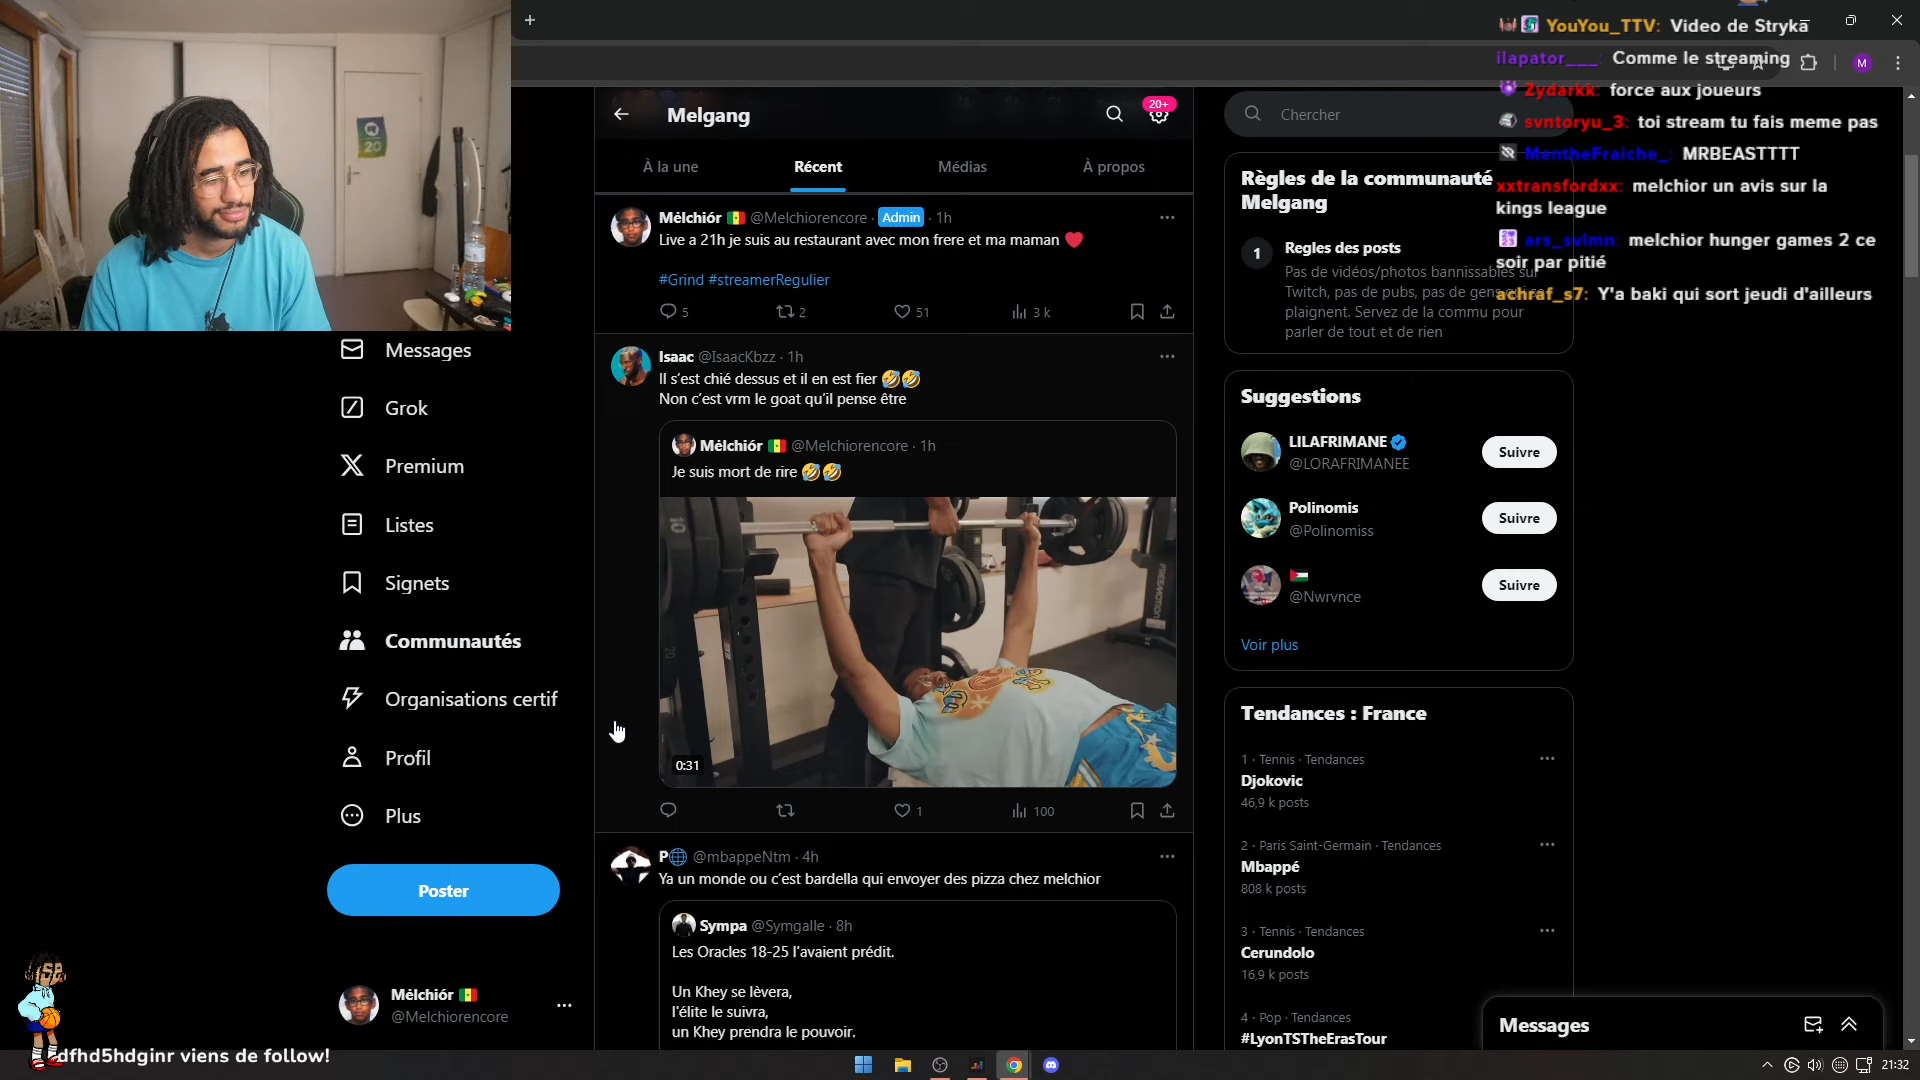 Melgang
20+
À la une
Récent
Médias
À propos
Mélchiór @Melchiorencore · Admin · 1h
Live a 21h je suis au restaurant avec mon frere et ma maman
#Grind #streamerRegulier
5
2
51
3 k
Isaac @IsaacKbzz · 1h
Il s'est chié dessus et il en est fier
Non c'est vrm le goat qu'il pense être
Mélchiór @Melchiorencore · 1h
Je suis mort de rire
10
20
FREEMOTION
0:31
1
100
P @mbappeNtm · 4h
Ya un monde ou c'est bardella qui envoyer des pizza chez melchior
Sympa @Symgalle · 8h
Les Oracles 18-25 l'avaient prédit.
Un Khey se lèvera,
l'élite le suivra,
un Khey prendra le pouvoir.
20
Messages
Grok
Premium
Listes
Signets
Communautés
Organisations certif
Profil
Plus
Poster
Mélchiór
@Melchiorencore
dfhd5hdginr viens de follow!
Chercher
M
Règles de la communauté
Melgang
1
Regles des posts
Pas de vidéos/photos bannissables sur
Twitch, pas de pubs, pas de gens qui se
plaignent. Servez de la commu pour
parler de tout et de rien
Suggestions
LILAFRIMANE
@LORAFRIMANEE
Suivre
Polinomis
@Polinomiss
Suivre
@Nwrvnce
Suivre
Voir plus
Tendances : France
1 · Tennis · Tendances
Djokovic
46,9 k posts
2 · Paris Saint-Germain · Tendances
Mbappé
808 k posts
3 · Tennis · Tendances
Cerundolo
16,9 k posts
4 · Pop · Tendances
#LyonTSTheErasTour
Messages
YouYou_TTV: Video de Stryka
ilapator___: Comme le streaming
Zydarkk: force aux joueurs
svntoryu_3: toi stream tu fais meme pas
MentheFraiche_: MRBEASTTTT
xxtransfordxx: melchior un avis sur la
kings league
ars_svlmn: melchior hunger games 2 ce
soir par pitié
achraf_s7: Y'a baki qui sort jeudi d'ailleurs
21:32